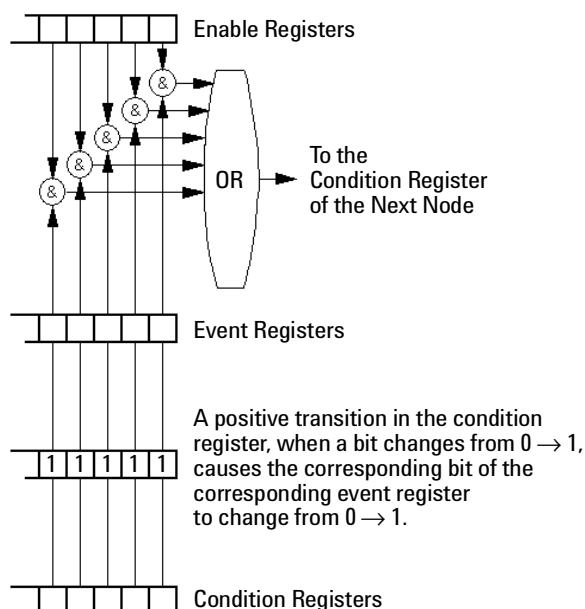 Enable Registers
&
&
&
&
&
OR
To the
Condition Register
of the Next Node
Event Registers
1 1 1 1 1
A positive transition in the condition
register, when a bit changes from 0 → 1,
causes the corresponding bit of the
corresponding event register
to change from 0 → 1.
Condition Registers